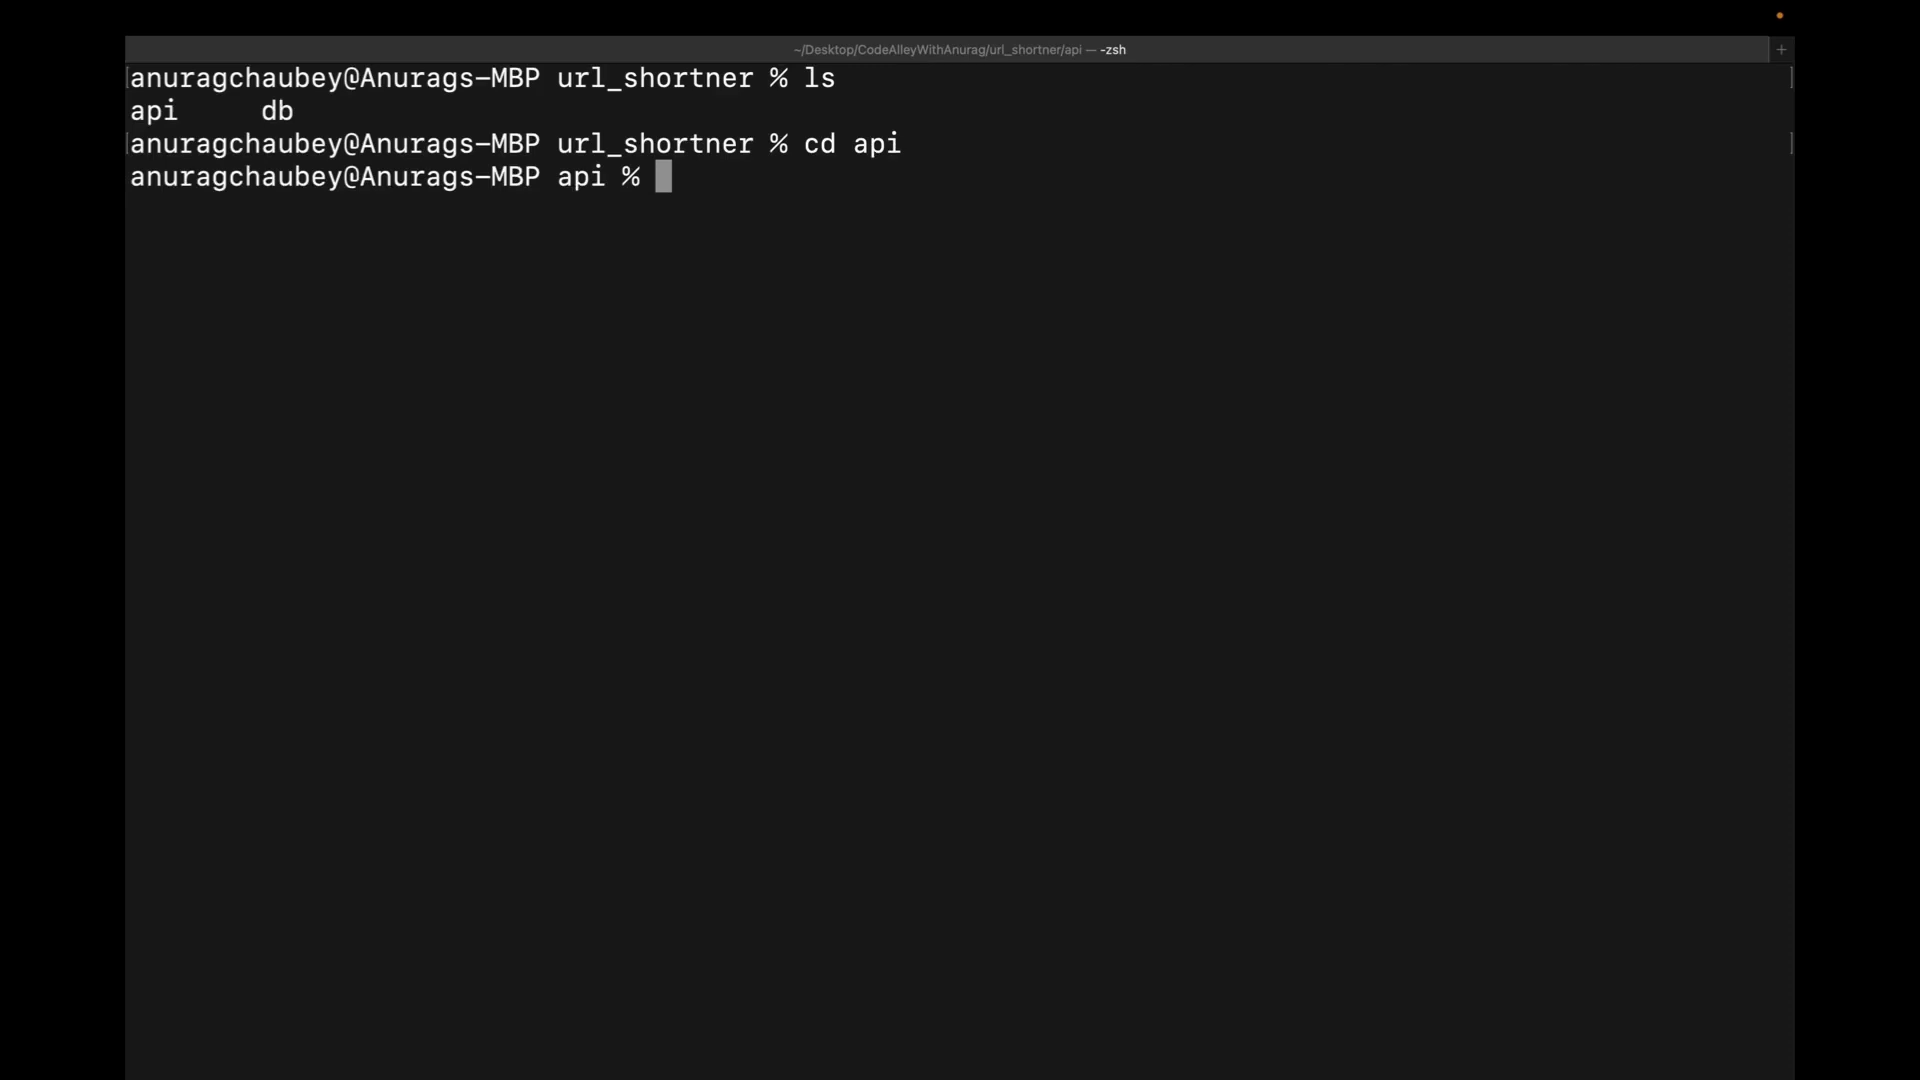 ~/Desktop/CodeAlleyWithAnurag/url_shortner/api — -zsh +
anuragchaubey@Anurags-MBP url_shortner % ls
api db
anuragchaubey@Anurags-MBP url_shortner % cd api
anuragchaubey@Anurags-MBP api %